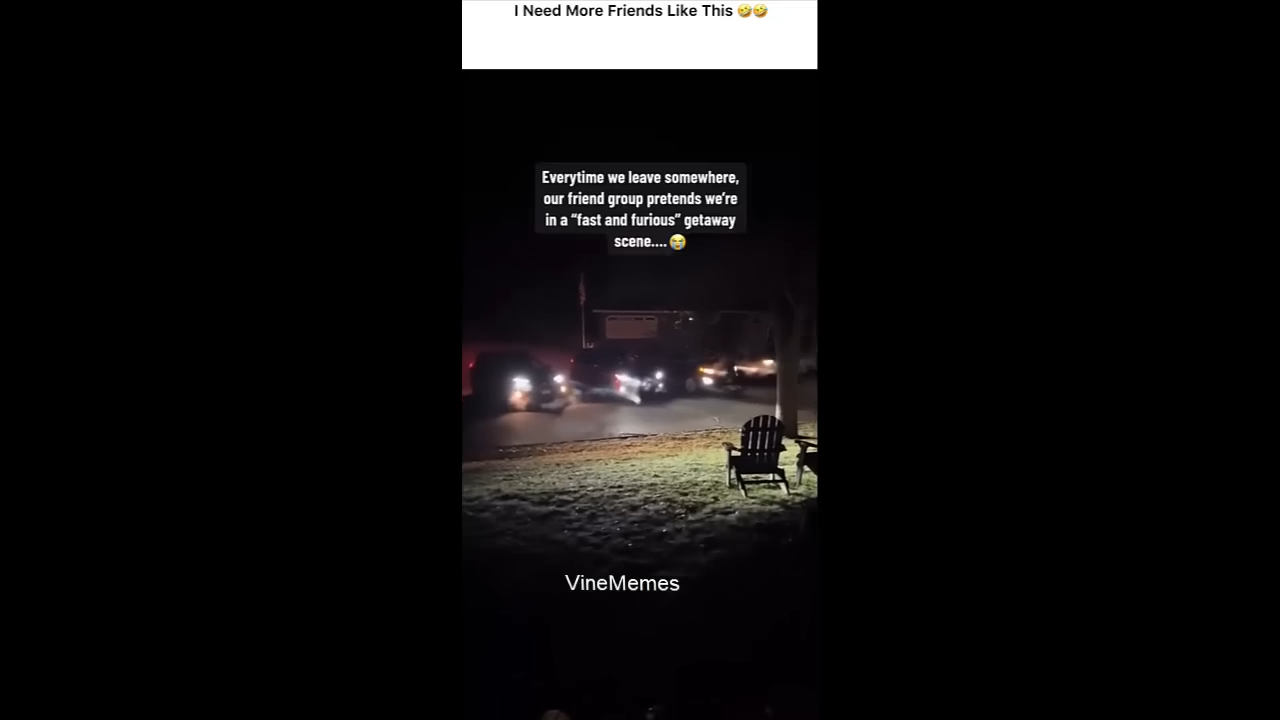 I Need More Friends Like This 🤣🤣
Everytime we leave somewhere,
our friend group pretends we’re
in a “fast and furious” getaway
scene.... 😭
VineMemes